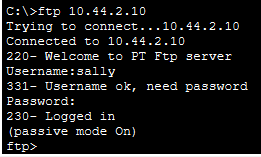 C:\>ftp 10.44.2.10
Trying to connect...10.44.2.10
Connected to 10.44.2.10
220- Welcome to PT Ftp server
Username:sally
331- Username ok, need password
Password:
230- Logged in
(passive mode On)
ftp>